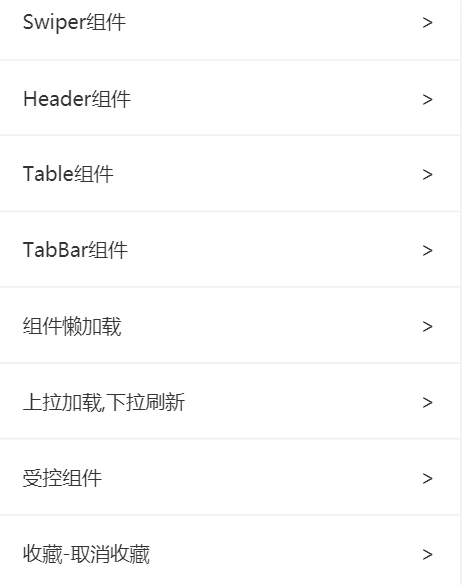 Swiper组件 >
Header组件 >
Table组件 >
TabBar组件 >
组件懒加载 >
上拉加载,下拉刷新 >
受控组件 >
收藏-取消收藏 >